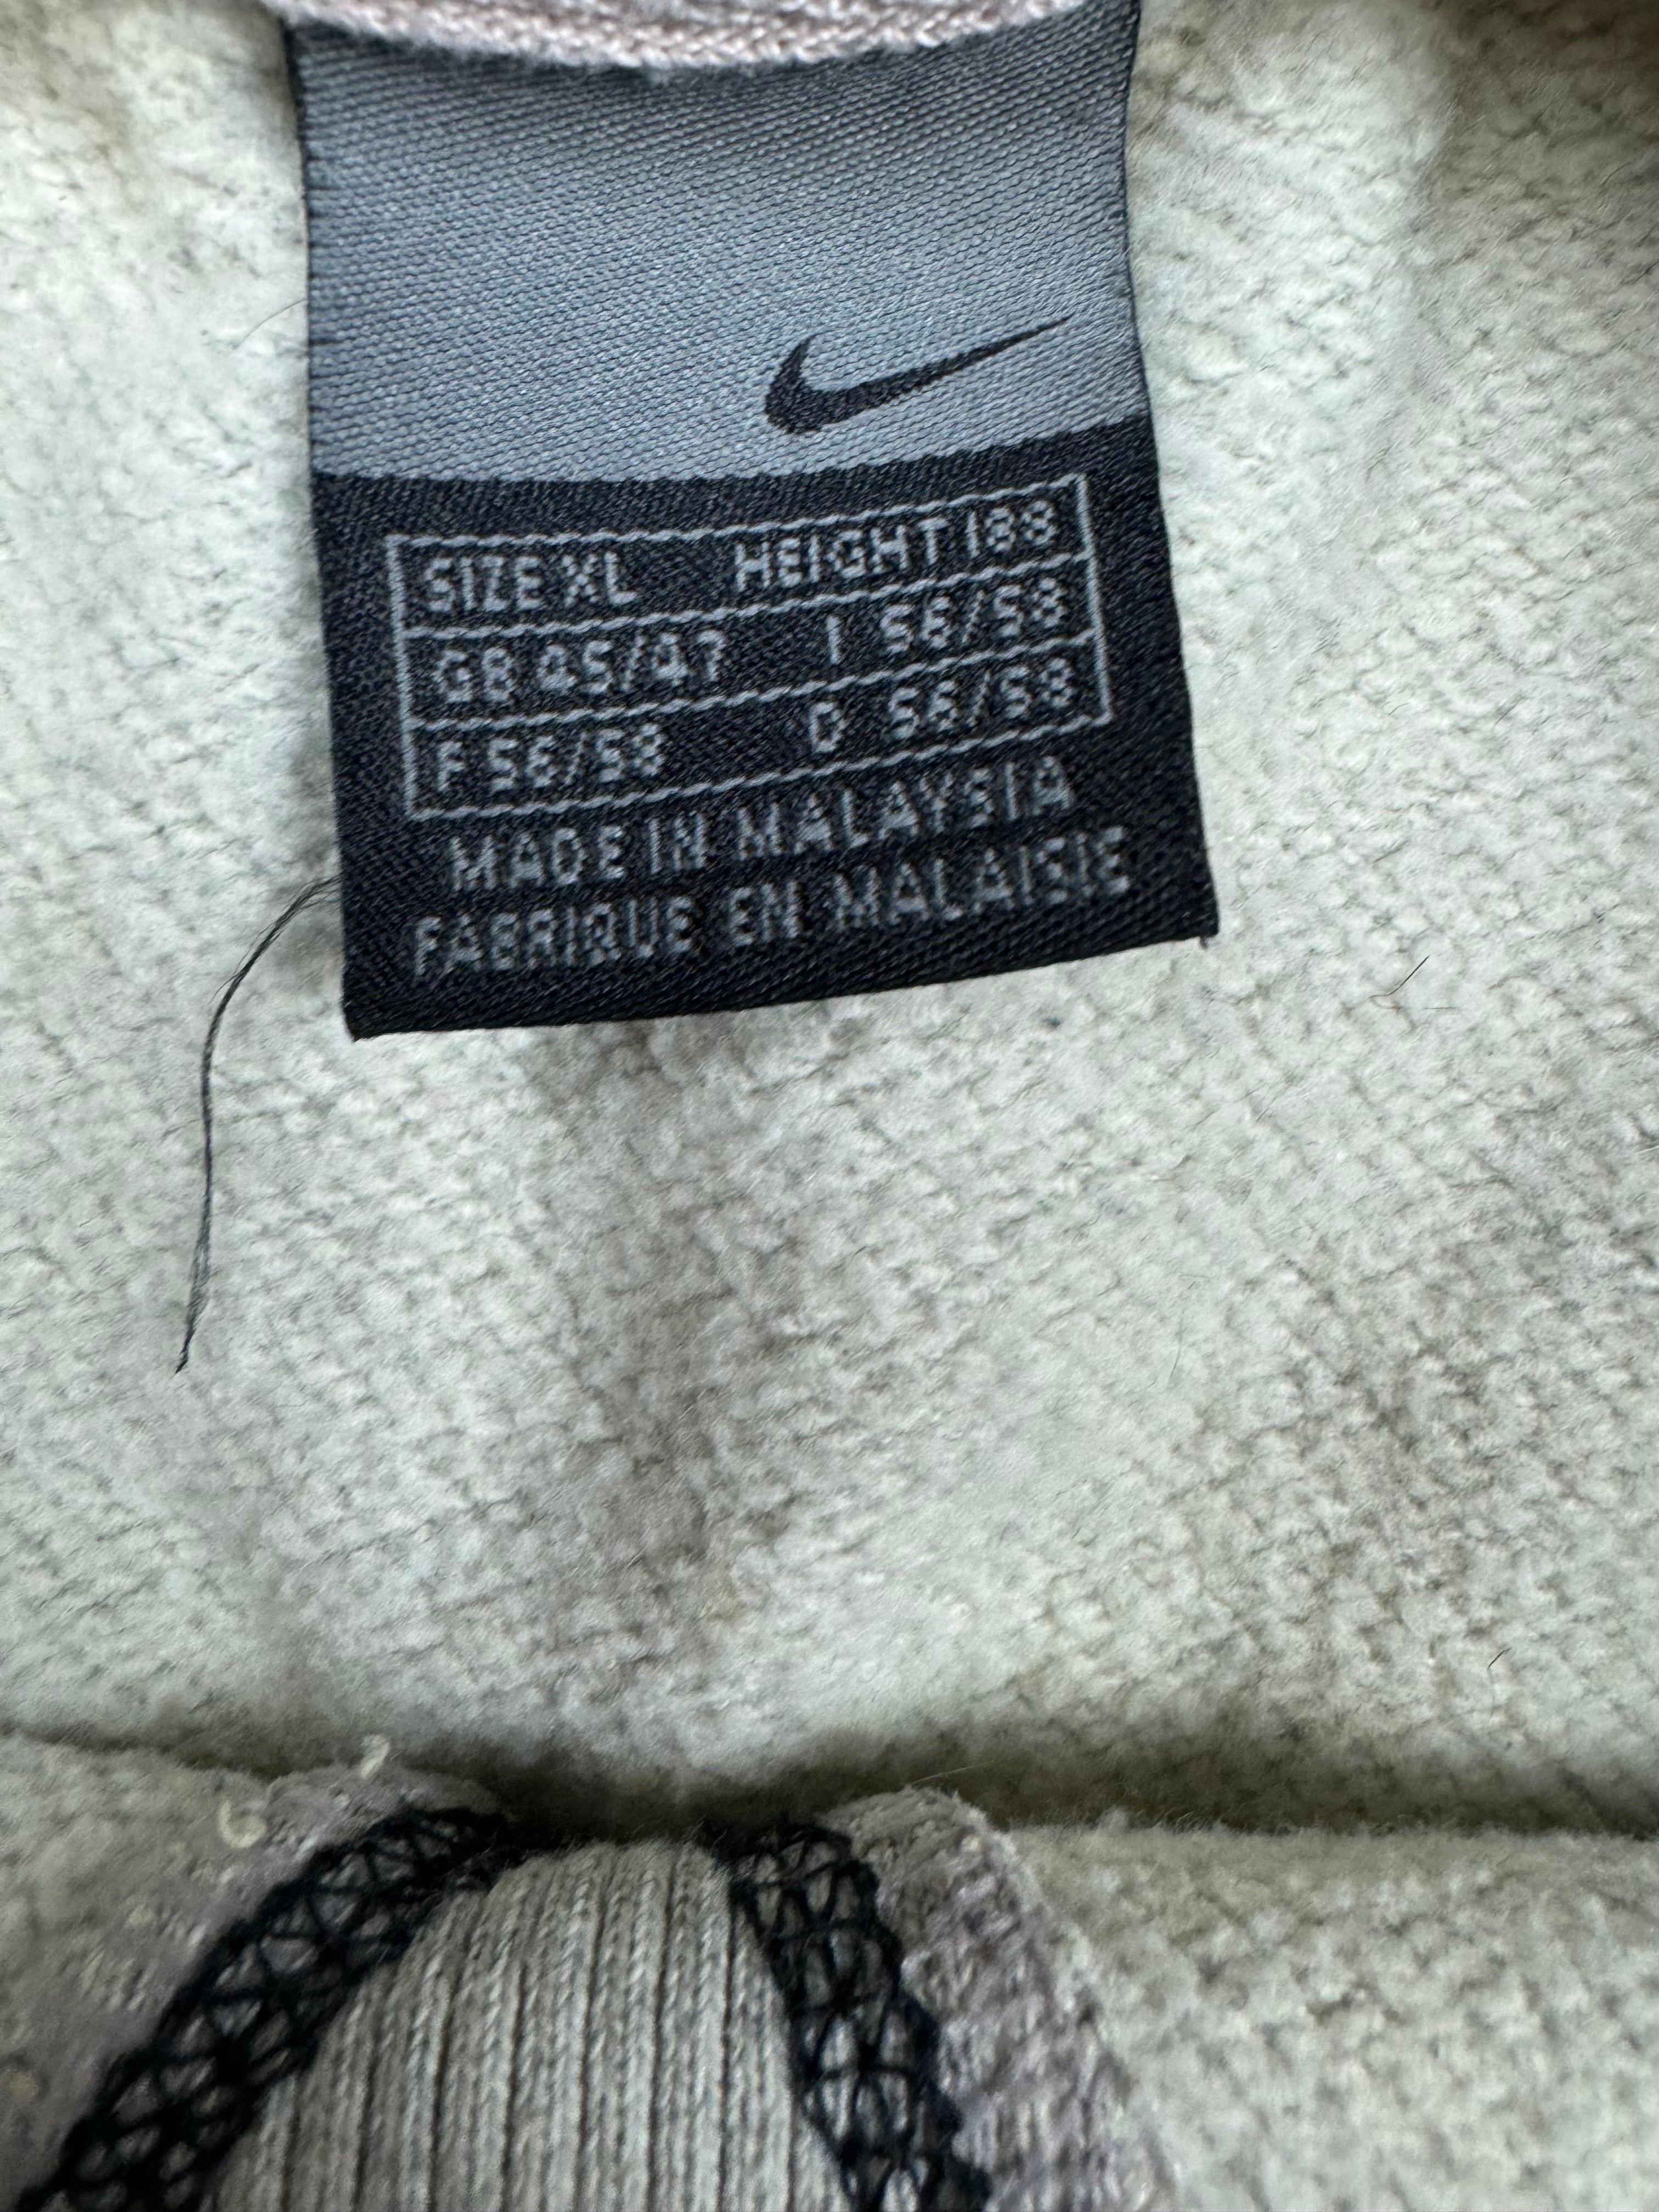 SIZE XL HEIGHT 188
GB 45/47 I 56/58
F 56/58 D 56/58
MADE IN MALAYSIA
FABRIQUE EN MALAISIE